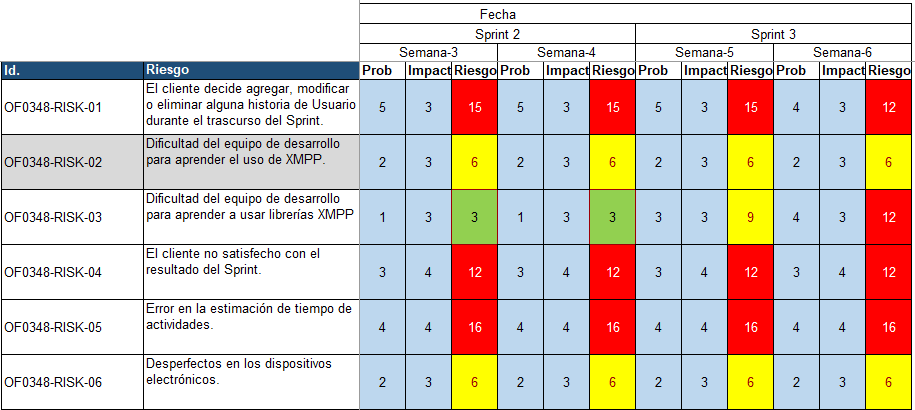 Fecha
Sprint 2 Sprint 3
Semana-3 Semana-4 Semana-5 Semana-6
Id. Riesgo Prob Impact Riesgo Prob Impact Riesgo Prob Impact Riesgo Prob Impact Riesgo
OF0348-RISK-01 El cliente decide agregar, modificar
o eliminar alguna historia de Usuario
durante el trascurso del Sprint. 5 3 15 5 3 15 5 3 15 4 3 12
OF0348-RISK-02 Dificultad del equipo de desarrollo
para aprender el uso de XMPP. 2 3 6 2 3 6 2 3 6 2 3 6
OF0348-RISK-03 Dificultad del equipo de desarrollo
para aprender a usar librerías XMPP 1 3 3 1 3 3 3 3 9 4 3 12
OF0348-RISK-04 El cliente no satisfecho con el
resultado del Sprint. 3 4 12 3 4 12 3 4 12 3 4 12
OF0348-RISK-05 Error en la estimación de tiempo de
actividades. 4 4 16 4 4 16 4 4 16 4 4 16
OF0348-RISK-06 Desperfectos en los dispositivos
electrónicos. 2 3 6 2 3 6 2 3 6 2 3 6